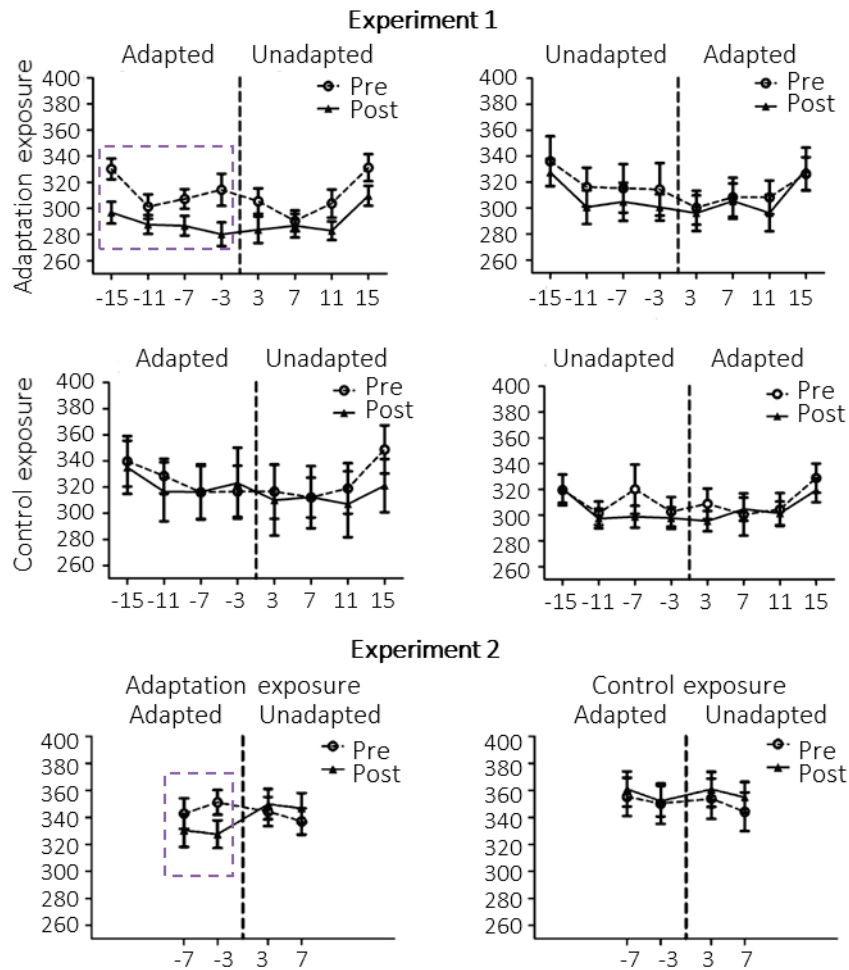 Experiment 1
Adapted Unadapted
Unadapted Adapted
Adaptation exposure
400
380
360
340
320
300
280
260
Pre
Post
-15 -11 -7 -3 3 7 11 15
400
380
360
340
320
300
280
260
Pre
Post
-15 -11 -7 -3 3 7 11 15
Adapted Unadapted
Unadapted Adapted
Control exposure
400
380
360
340
320
300
280
260
Pre
Post
-15 -11 -7 -3 3 7 11 15
400
380
360
340
320
300
280
260
Pre
Post
-15 -11 -7 -3 3 7 11 15
Experiment 2
Adaptation exposure
Adapted Unadapted
400
380
360
340
320
300
280
260
Pre
Post
-7 -3 3 7
Control exposure
Adapted Unadapted
400
380
360
340
320
300
280
260
Pre
Post
-7 -3 3 7